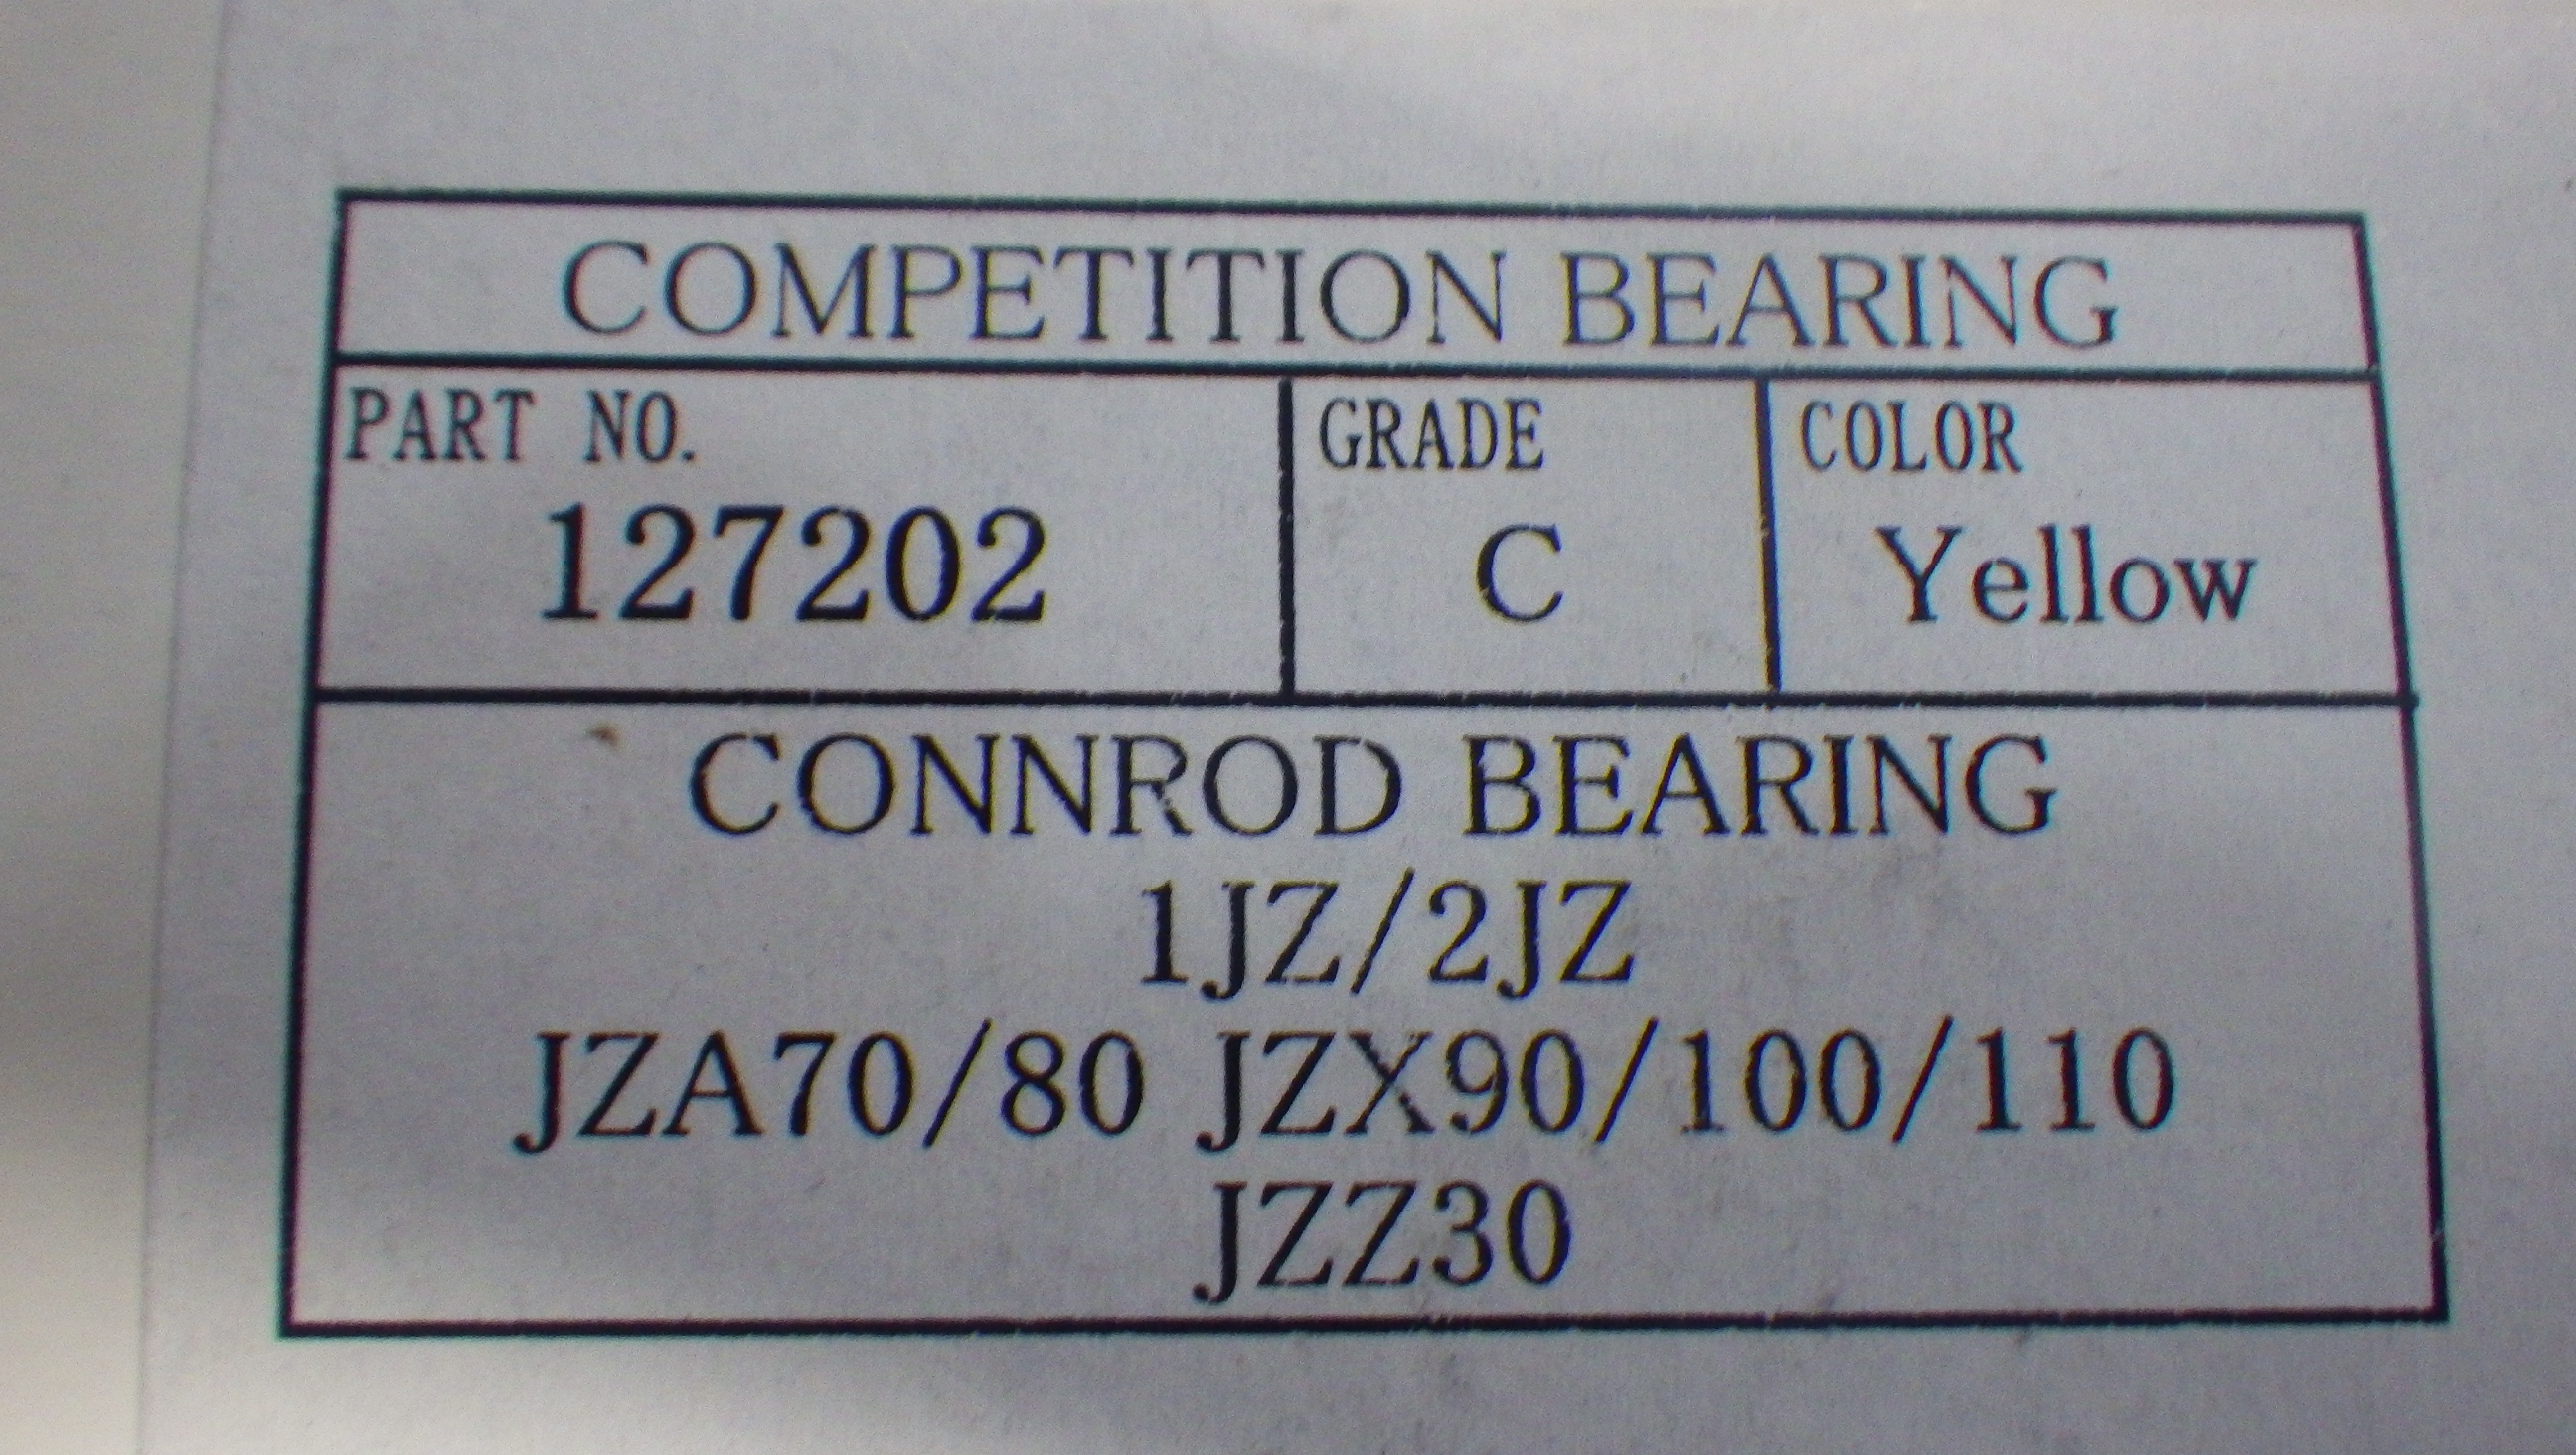 COMPETITION BEARING
PART NO. GRADE COLOR
127202 C Yellow
CONNROD BEARING
1JZ/2JZ
JZA70/80 JZX90/100/110
JZZ30